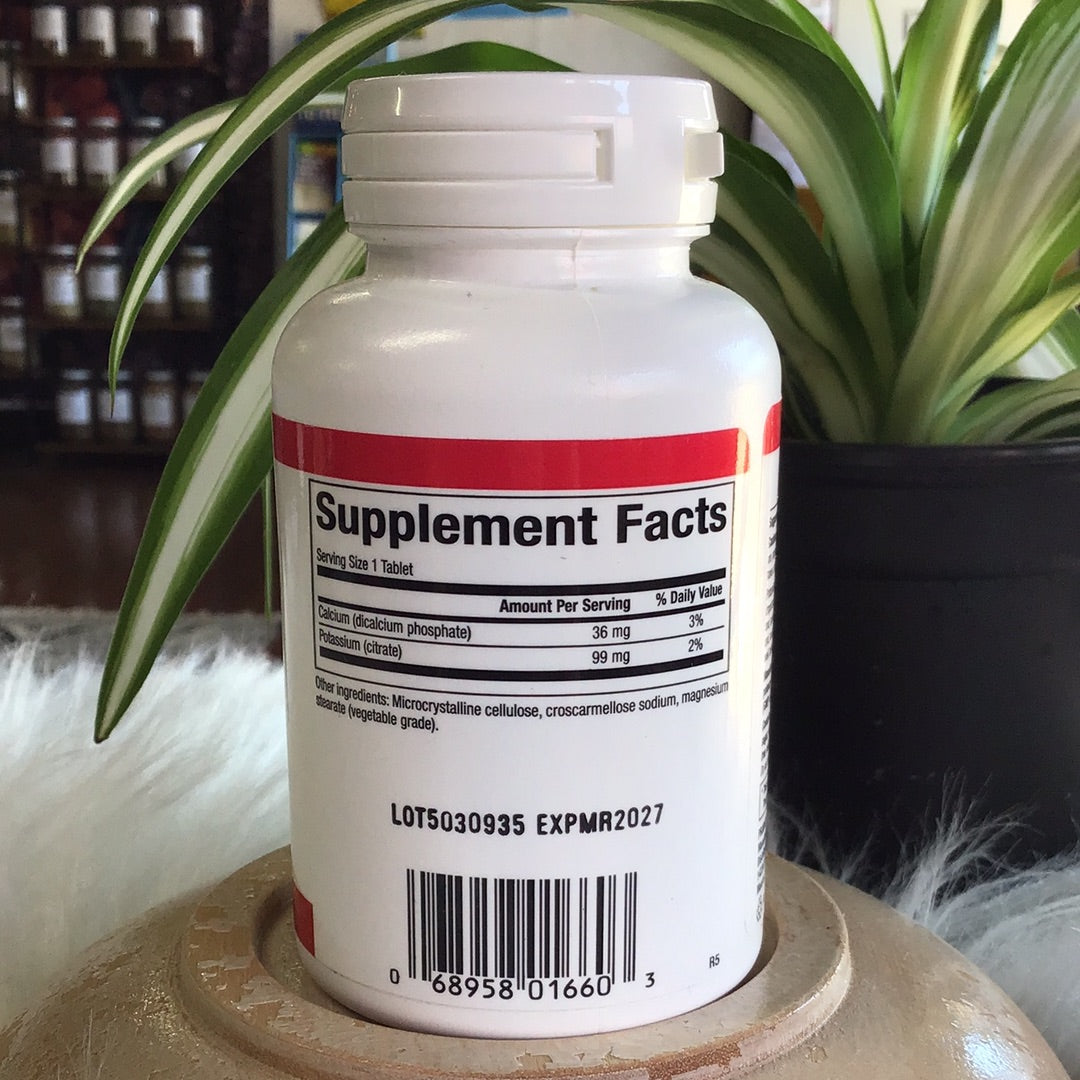 Supplement Facts
Serving Size 1 Tablet
Amount Per Serving % Daily Value
Calcium (dicalcium phosphate) 36 mg 3%
Potassium (citrate) 99 mg 2%
Other ingredients: Microcrystalline cellulose, croscarmellose sodium, magnesium
stearate (vegetable grade).
LOT5030935 EXPMR2027
0 68958 01660 3
R5